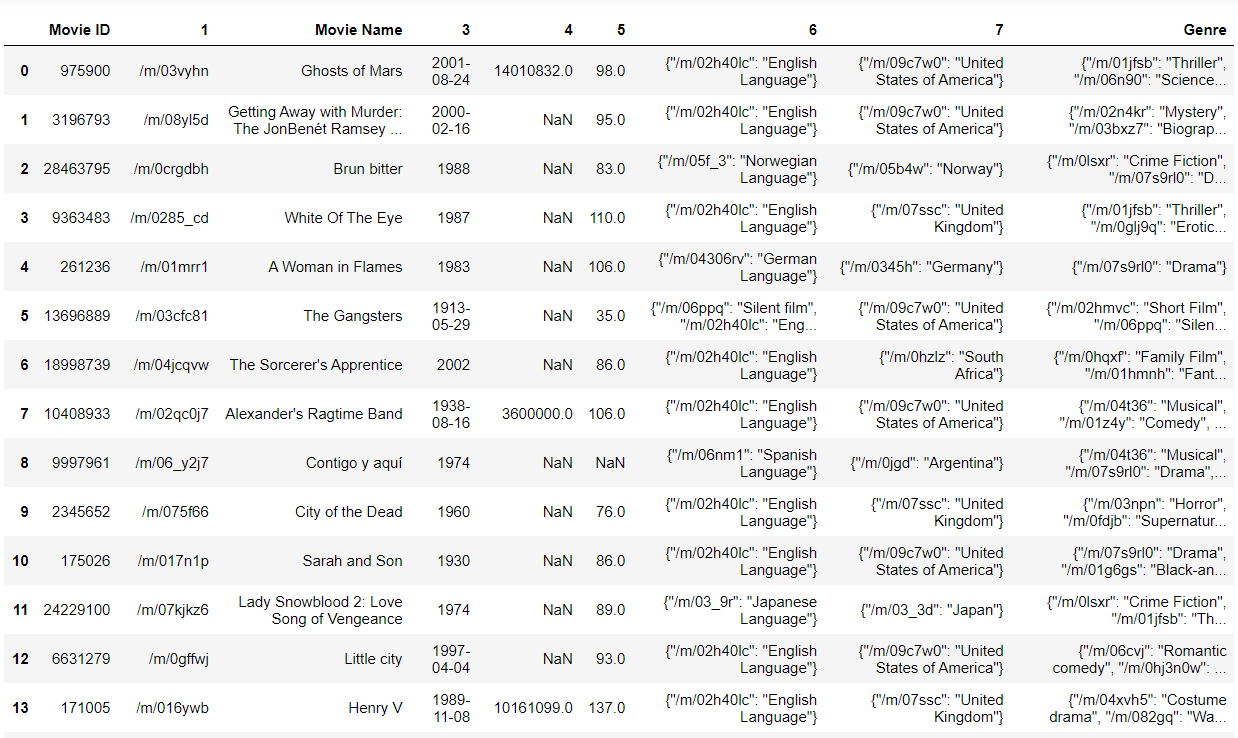 Movie ID 1 Movie Name 3 4 5 6 7 Genre
0 975900 /m/03vyhn Ghosts of Mars 2001- 14010832.0 98.0 {"/m/02h40lc": "English {"/m/09c7w0": "United {"/m/01jfsb": "Thriller",
08-24 Language"} States of America"} "/m/06n90": "Science...
1 3196793 /m/08yl5d Getting Away with Murder: 2000- NaN 95.0 {"/m/02h40lc": "English {"/m/09c7w0": "United {"/m/02n4kr": "Mystery",
The JonBenét Ramsey ... 02-16 Language"} States of America"} "/m/03bxz7": "Biograp...
2 28463795 /m/0crgdbh Brun bitter 1988 NaN 83.0 {"/m/05f_3": "Norwegian {"/m/05b4w": "Norway"} {"/m/0lsxr": "Crime Fiction",
Language"} "/m/07s9rl0": "D...
3 9363483 /m/0285_cd White Of The Eye 1987 NaN 110.0 {"/m/02h40lc": "English {"/m/07ssc": "United {"/m/01jfsb": "Thriller",
Language"} Kingdom"} "/m/0glj9q": "Erotic...
4 261236 /m/01mrr1 A Woman in Flames 1983 NaN 106.0 {"/m/04306rv": "German {"/m/0345h": "Germany"} {"/m/07s9rl0": "Drama"}
Language"}
5 13696889 /m/03cfc81 The Gangsters 1913- NaN 35.0 {"/m/06ppq": "Silent film", {"/m/09c7w0": "United {"/m/02hmvc": "Short Film",
05-29 "/m/02h40lc": "Eng... States of America"} "/m/06ppq": "Silen...
6 18998739 /m/04jcqvw The Sorcerer's Apprentice 2002 NaN 86.0 {"/m/02h40lc": "English {"/m/0hzlz": "South {"/m/0hqxf": "Family Film",
Language"} Africa"} "/m/01hmnh": "Fant...
7 10408933 /m/02qc0j7 Alexander's Ragtime Band 1938- 3600000.0 106.0 {"/m/02h40lc": "English {"/m/09c7w0": "United {"/m/04t36": "Musical",
08-16 Language"} States of America"} "/m/01z4y": "Comedy", ...
8 9997961 /m/06_y2j7 Contigo y aquí 1974 NaN NaN {"/m/06nm1": "Spanish {"/m/0jgd": "Argentina"} {"/m/04t36": "Musical",
Language"} "/m/07s9rl0": "Drama",...
9 2345652 /m/075f66 City of the Dead 1960 NaN 76.0 {"/m/02h40lc": "English {"/m/07ssc": "United {"/m/03npn": "Horror",
Language"} Kingdom"} "/m/0fdjb": "Supernatur...
10 175026 /m/017n1p Sarah and Son 1930 NaN 86.0 {"/m/02h40lc": "English {"/m/09c7w0": "United {"/m/07s9rl0": "Drama",
Language"} States of America"} "/m/01g6gs": "Black-an...
11 24229100 /m/07kjkz6 Lady Snowblood 2: Love 1974 NaN 89.0 {"/m/03_9r": "Japanese {"/m/03_3d": "Japan"} {"/m/0lsxr": "Crime Fiction",
Song of Vengeance Language"} "/m/01jfsb": "Th...
12 6631279 /m/0gffwj Little city 1997- NaN 93.0 {"/m/02h40lc": "English {"/m/09c7w0": "United {"/m/06cvj": "Romantic
04-04 Language"} States of America"} comedy", "/m/0hj3n0w": ...
13 171005 /m/016ywb Henry V 1989- 10161099.0 137.0 {"/m/02h40lc": "English {"/m/07ssc": "United {"/m/04xvh5": "Costume
11-08 Language"} Kingdom"} drama", "/m/082gq": "Wa...